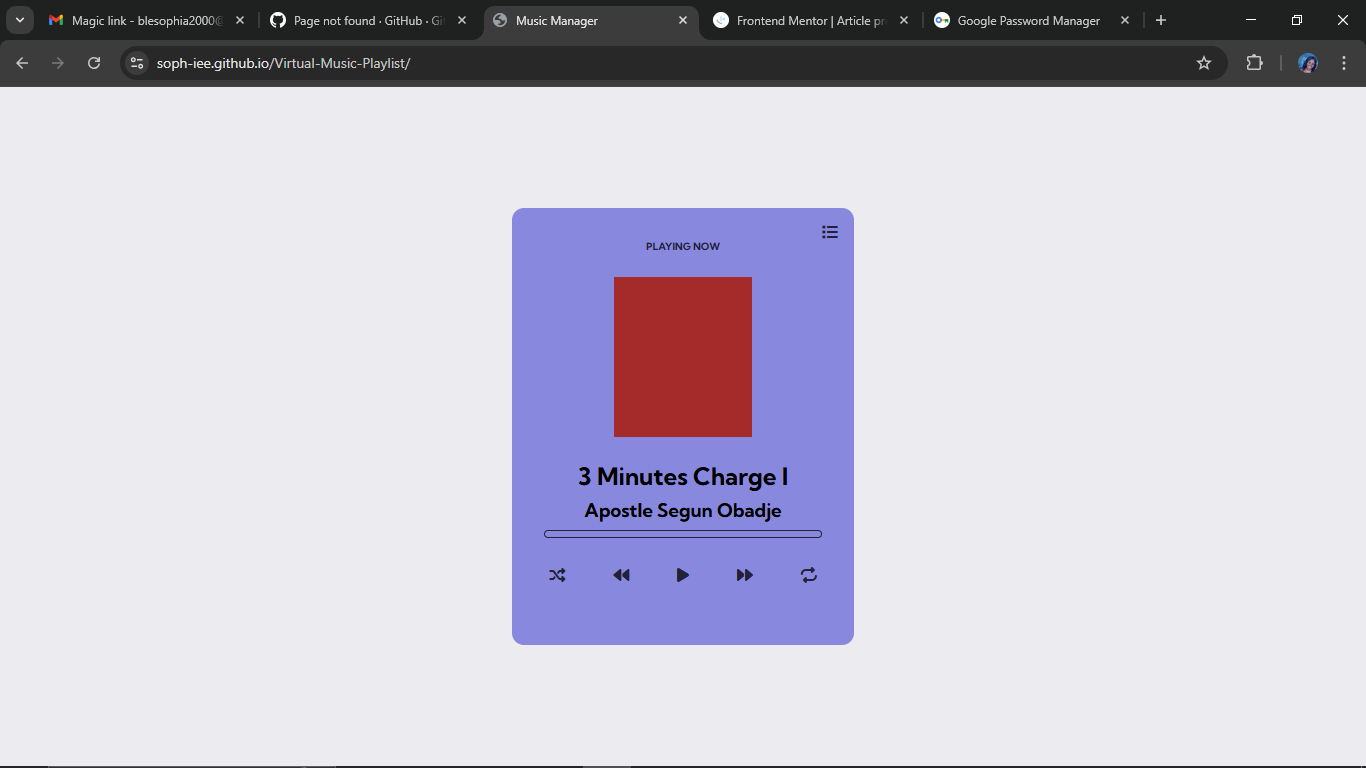 Magic link - blesophia2000@
Page not found · GitHub · Git
Music Manager
Frontend Mentor | Article pr
Google Password Manager
soph-iee.github.io/Virtual-Music-Playlist/
PLAYING NOW
3 Minutes Charge I
Apostle Segun Obadje